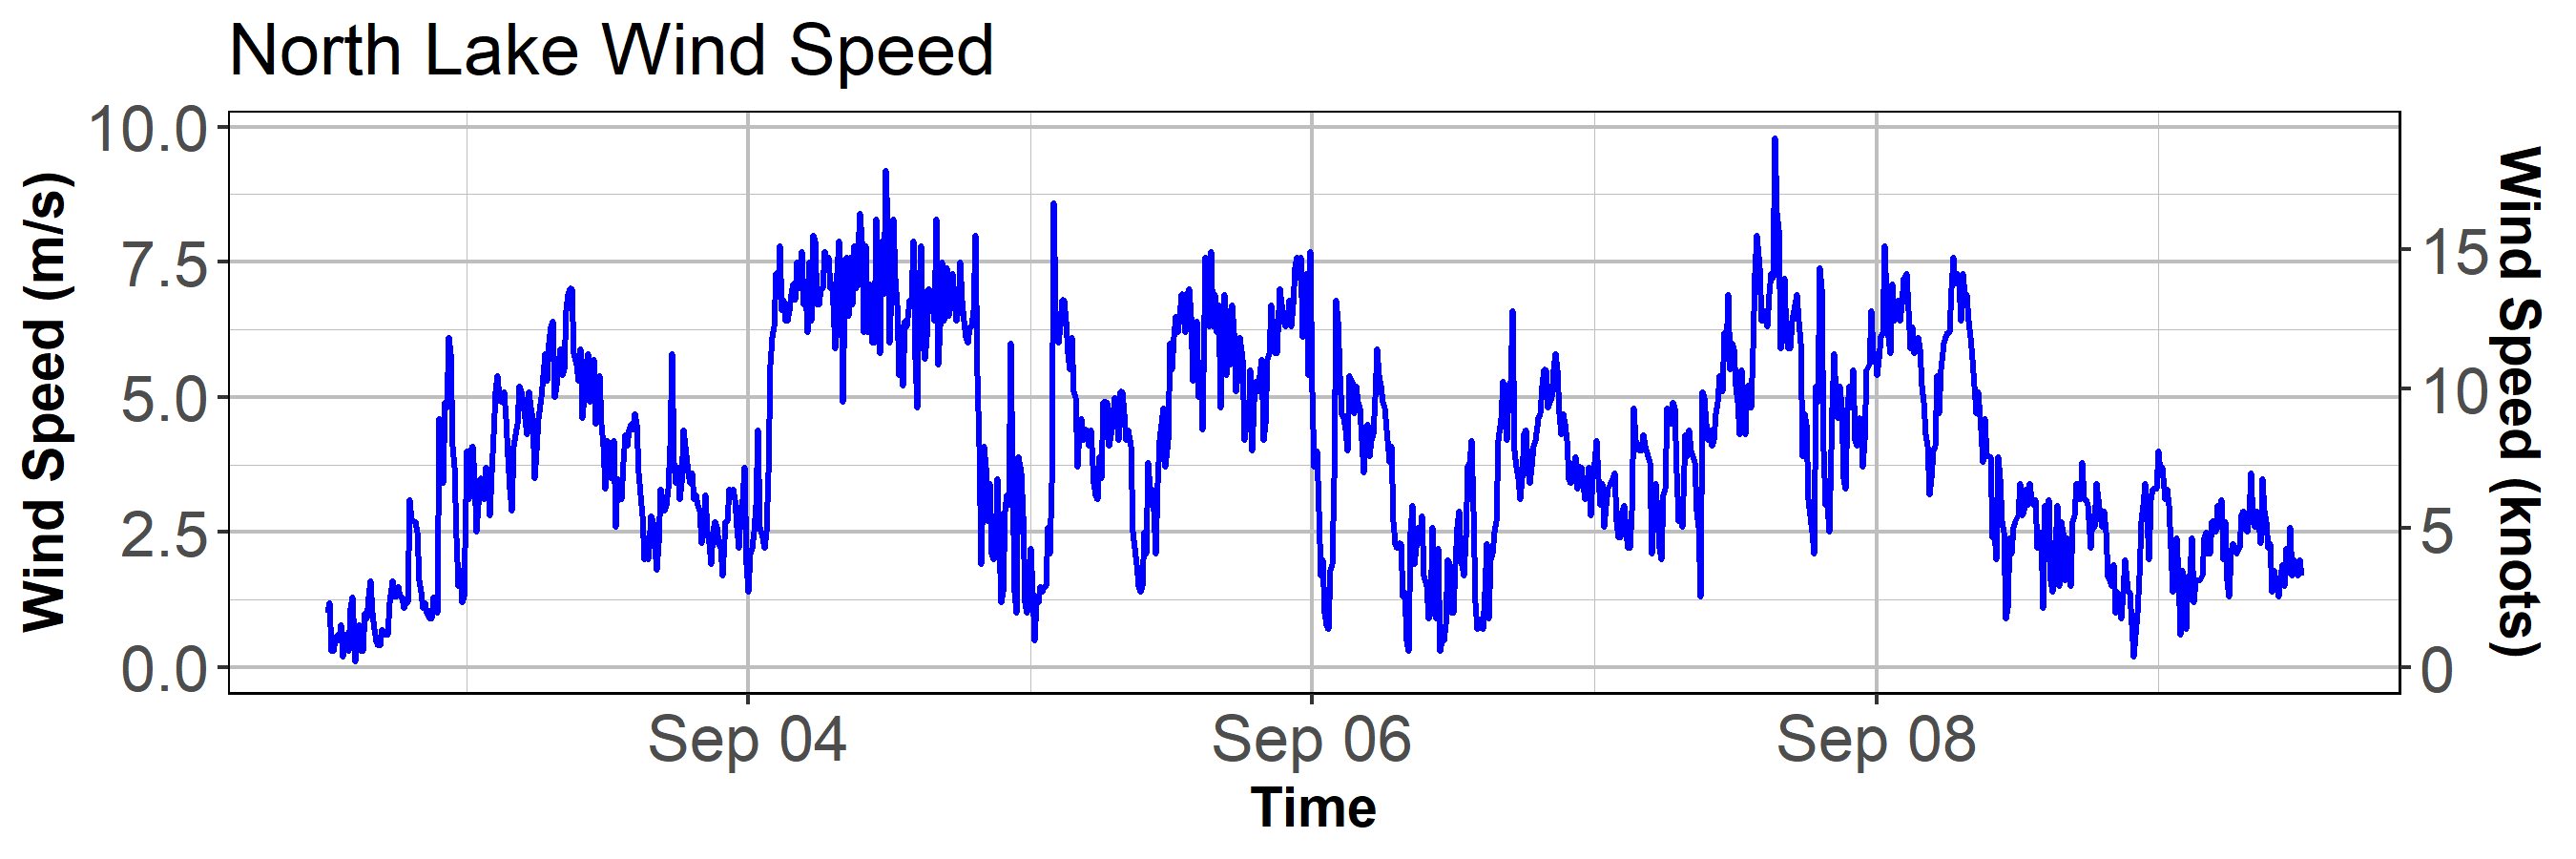 North Lake Wind Speed
Wind Speed (m/s)
10.0
7.5
5.0
2.5
0.0
Wind Speed (knots)
15
10
5
0
Sep 04
Sep 06
Sep 08
Time